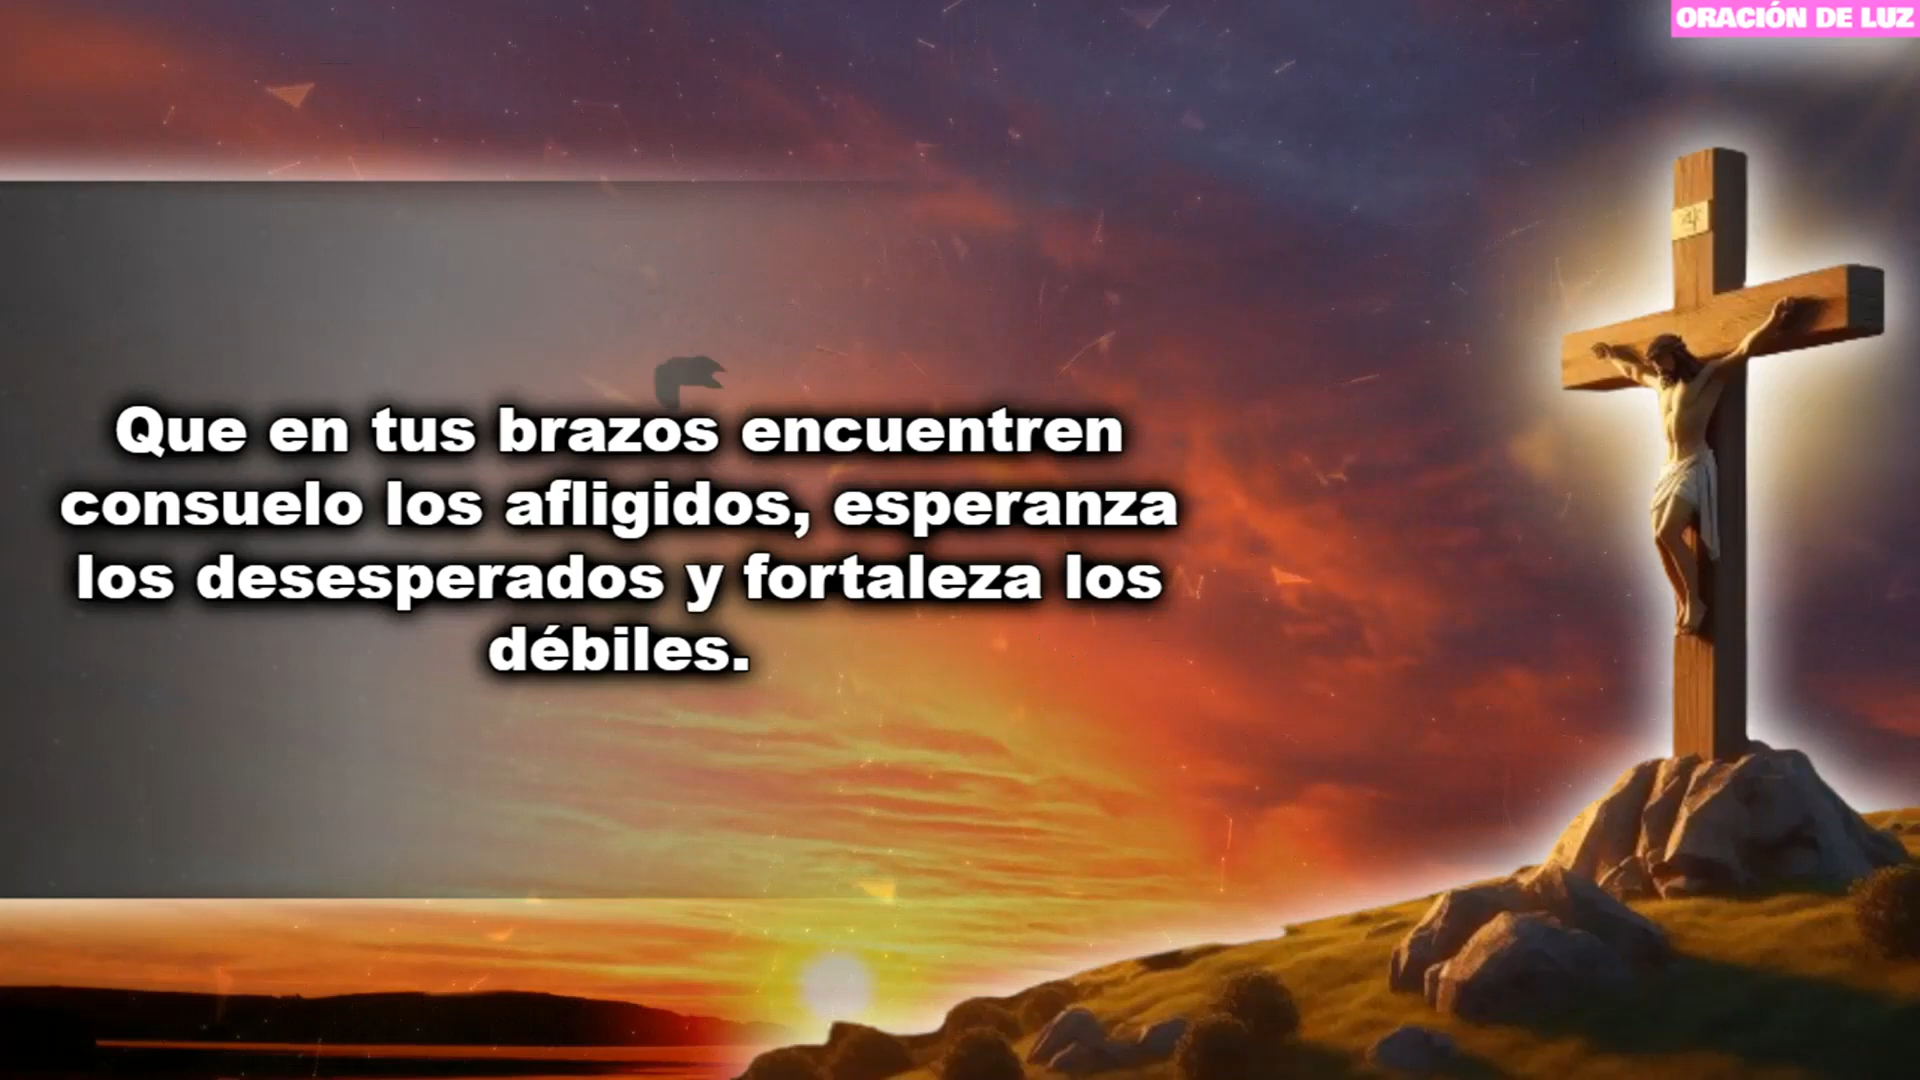 ORACIÓN DE LUZ
Que en tus brazos encuentren
consuelo los afligidos, esperanza
los desesperados y fortaleza los
débiles.